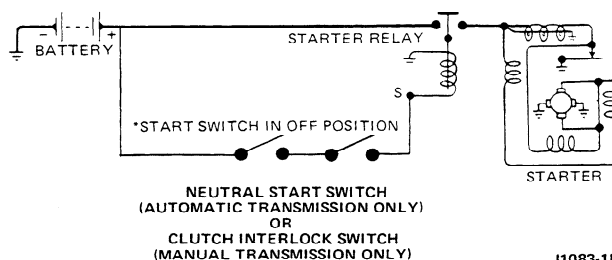 − +
BATTERY
STARTER RELAY
S
*START SWITCH IN OFF POSITION
STARTER
NEUTRAL START SWITCH
(AUTOMATIC TRANSMISSION ONLY)
OR
CLUTCH INTERLOCK SWITCH
(MANUAL TRANSMISSION ONLY)